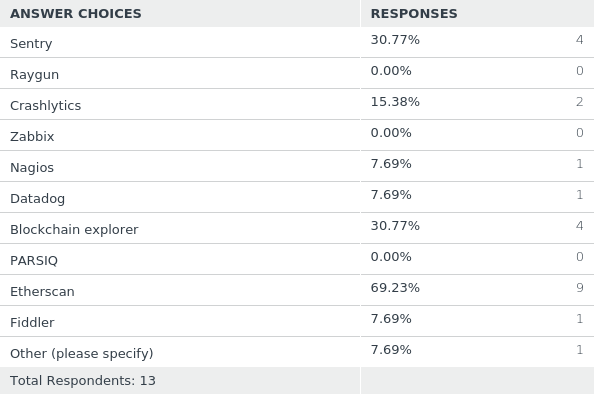 ANSWER CHOICES RESPONSES
Sentry 30.77% 4
Raygun 0.00% 0
Crashlytics 15.38% 2
Zabbix 0.00% 0
Nagios 7.69% 1
Datadog 7.69% 1
Blockchain explorer 30.77% 4
PARSIQ 0.00% 0
Etherscan 69.23% 9
Fiddler 7.69% 1
Other (please specify) 7.69% 1
Total Respondents: 13